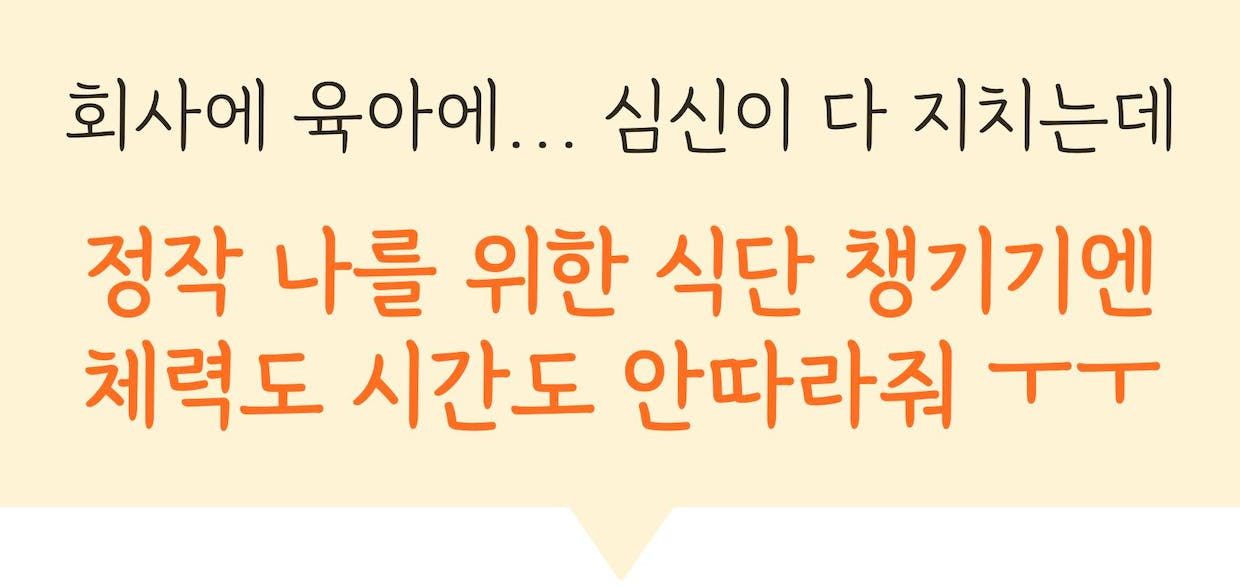 회사에 육아에... 심신이 다 지치는데
정작 나를 위한 식단 챙기기엔
체력도 시간도 안따라줘 ㅜㅜ